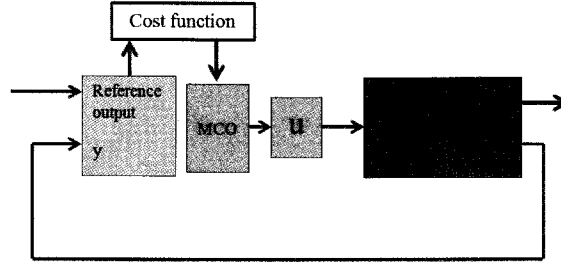 Cost function
Reference
output
y
MCO
u